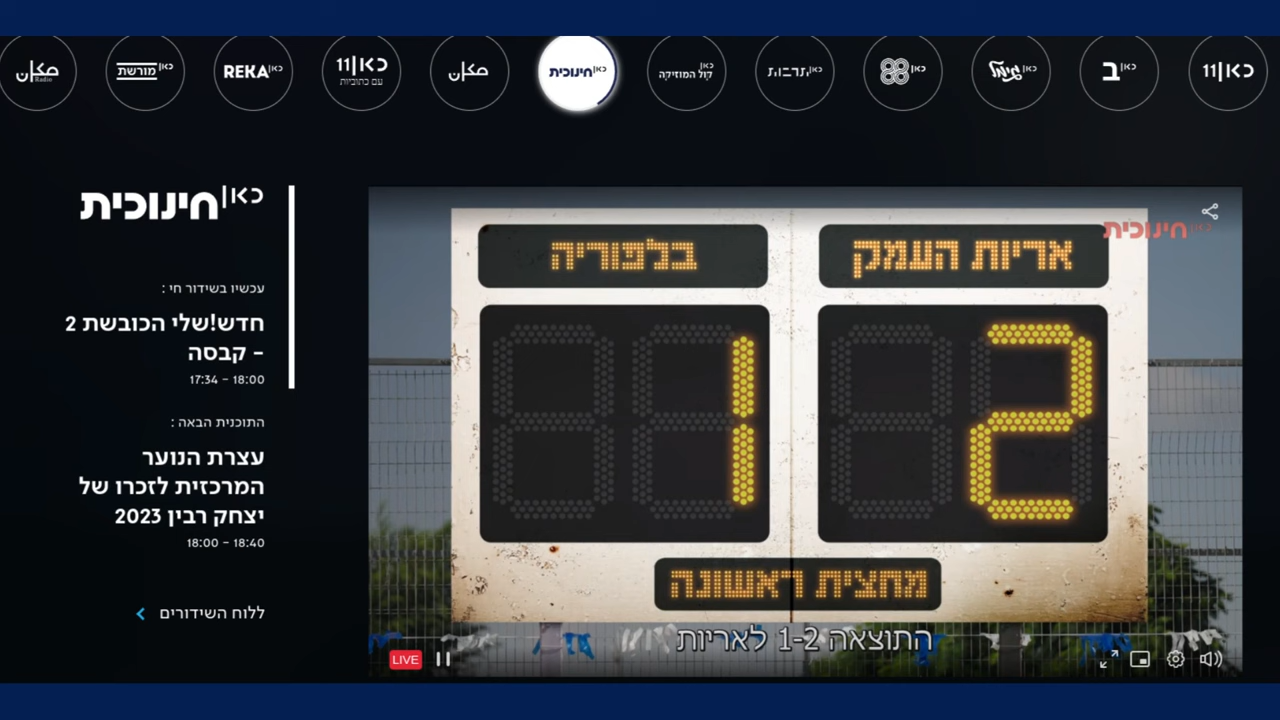 כאן 11
כאן ב
כאן גימל
כאן 88
כאן תרבות
כאן קול המוזיקה
כאן חינוכית
مكان
כאן 11
עם כתוביות
כאן REKA
כאן מורשת
مكان
Radio
כאן חינוכית
עכשיו בשידור חי :
חדש!שלי הכובשת 2
- קבסה
17:34 - 18:00
התוכנית הבאה :
עצרת הנוער
המרכזית לזכרו של
יצחק רבין 2023
18:00 - 18:40
ללוח השידורים
כאן חינוכית
אריות העמק
בלפוריה
2
1
מחצית ראשונה
התוצאה 1-2 לאריות
LIVE